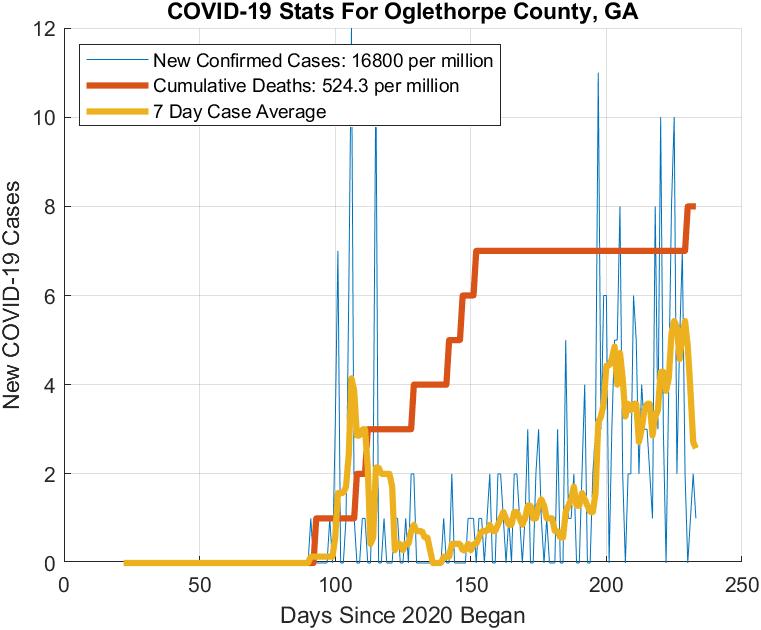 COVID-19 Stats For Oglethorpe County, GA
New Confirmed Cases: 16800 per million
Cumulative Deaths: 524.3 per million
7 Day Case Average
New COVID-19 Cases
12
10
8
6
4
2
0
0 50 100 150 200 250
Days Since 2020 Began